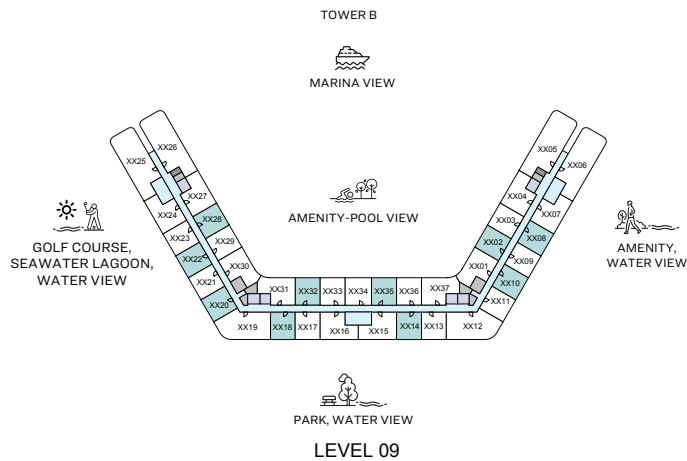 TOWER B
MARINA VIEW
XX25
XX26
XX05
XX06
XX27
XX04
XX24
XX28
XX03
XX07
XX23
XX29
XX02
XX08
XX22
XX30
XX01
XX09
XX21
XX10
XX20
XX11
AMENITY-POOL VIEW
GOLF COURSE,
SEAWATER LAGOON,
WATER VIEW
AMENITY,
WATER VIEW
XX31 XX32 XX33 XX34 XX35 XX36 XX37
XX19 XX18 XX17 XX16 XX15 XX14 XX13 XX12
PARK, WATER VIEW
LEVEL 09